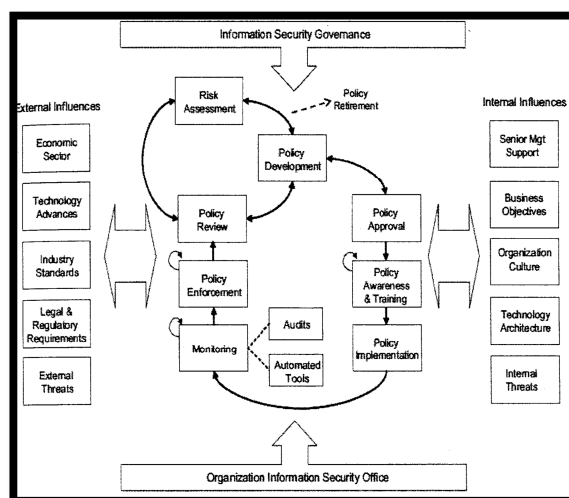 Information Security Governance
External Influences
Economic
Sector
Technology
Advances
Industry
Standards
Legal &
Regulatory
Requirements
External
Threats
Risk
Assessment
Policy
Retirement
Policy
Development
Policy
Review
Policy
Approval
Policy
Enforcement
Policy
Awareness
& Training
Monitoring
Audits
Automated
Tools
Policy
Implementation
Internal Influences
Senior Mgt
Support
Business
Objectives
Organization
Culture
Technology
Architecture
Internal
Threats
Organization Information Security Office